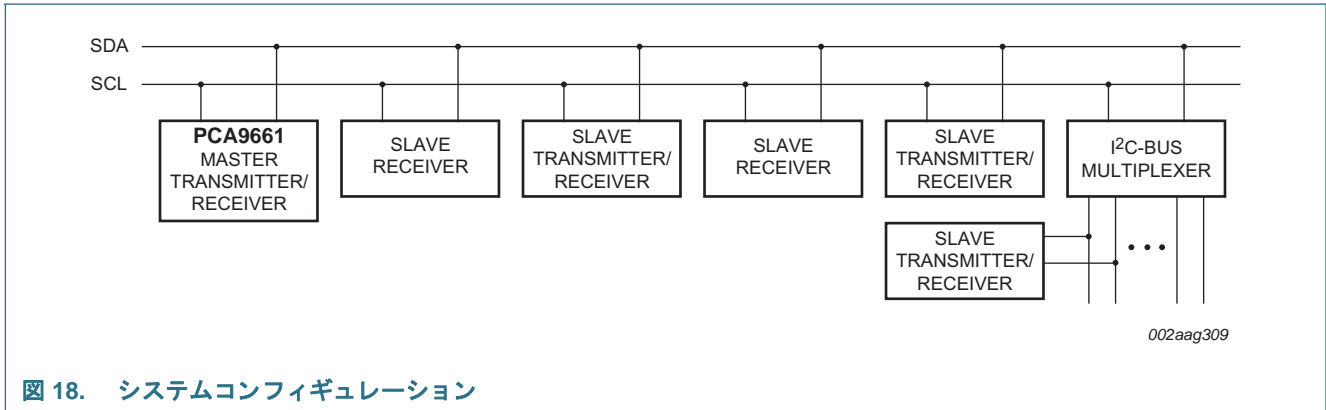 SDA
SCL
PCA9661
MASTER
TRANSMITTER/
RECEIVER
SLAVE
RECEIVER
SLAVE
TRANSMITTER/
RECEIVER
SLAVE
RECEIVER
SLAVE
TRANSMITTER/
RECEIVER
I2C-BUS
MULTIPLEXER
SLAVE
TRANSMITTER/
RECEIVER
002aag309
図 18. システムコンフィギュレーション